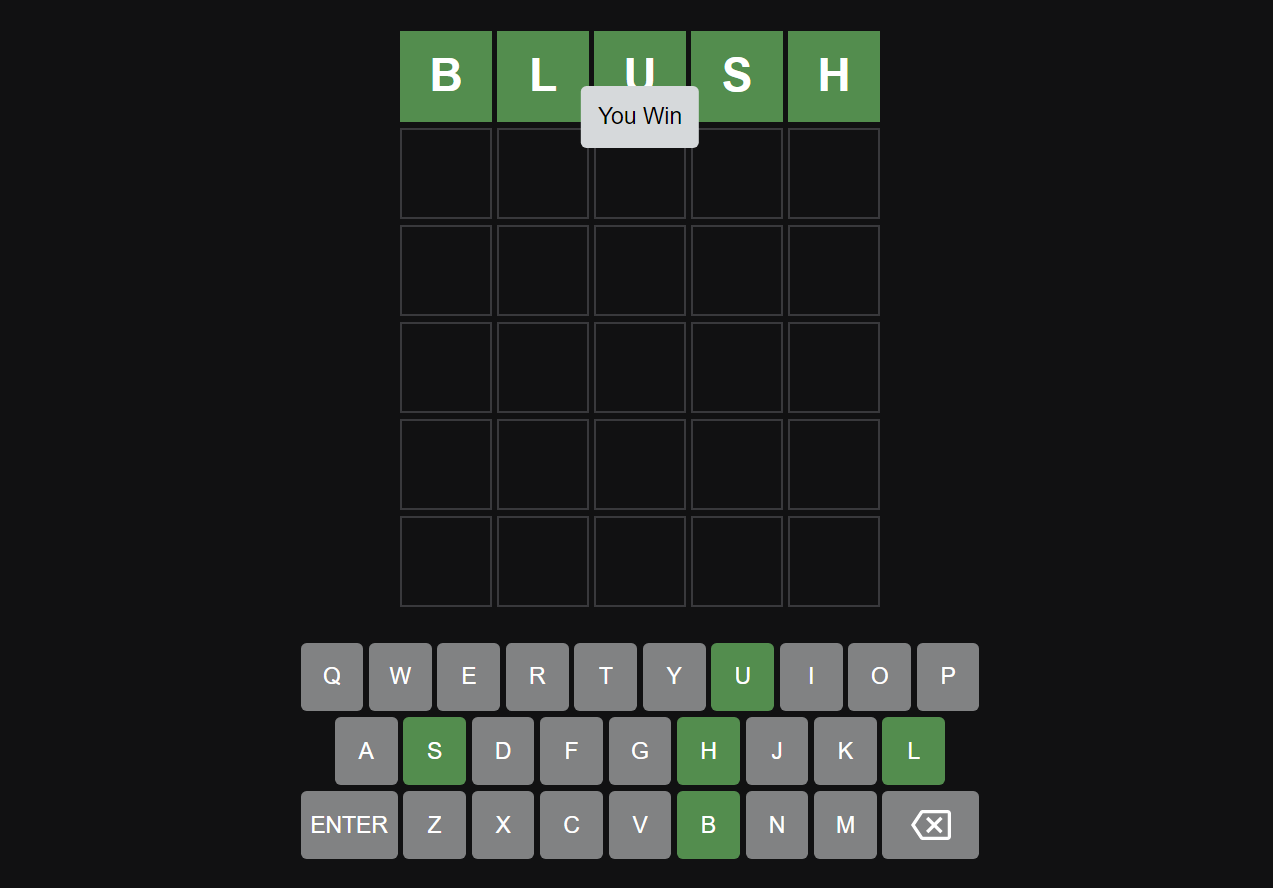 B L U S H
You Win
Q W E R T Y U I O P
A S D F G H J K L
ENTER Z X C V B N M